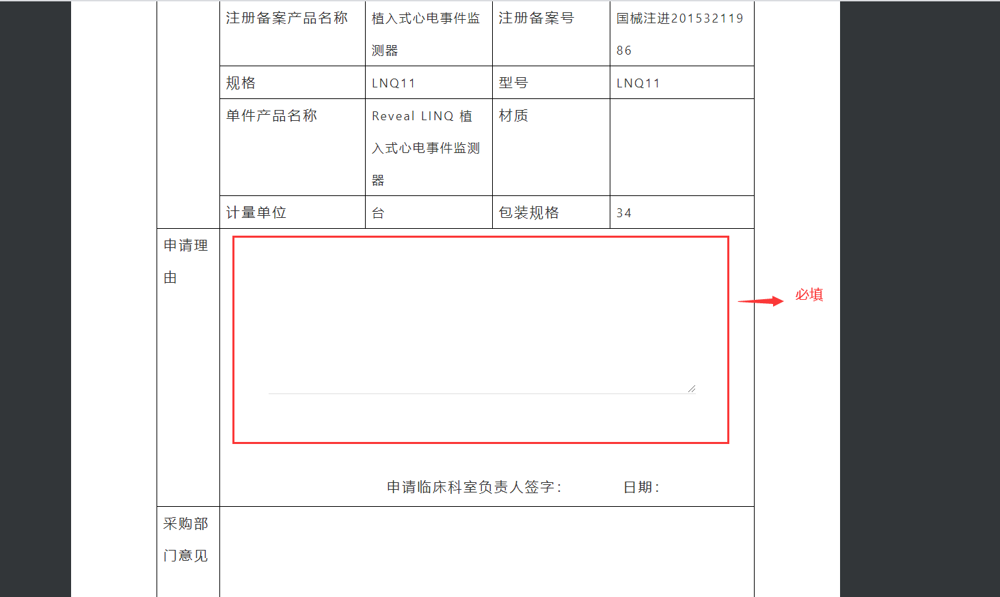 注册备案产品名称 植入式心电事件监 注册备案号 国械注进201532119
测器 86
规格 LNQ11 型号 LNQ11
单件产品名称 Reveal LINQ 植 材质
入式心电事件监测
器
计量单位 台 包装规格 34
申请理
由
必填
申请临床科室负责人签字： 日期：
采购部
门意见